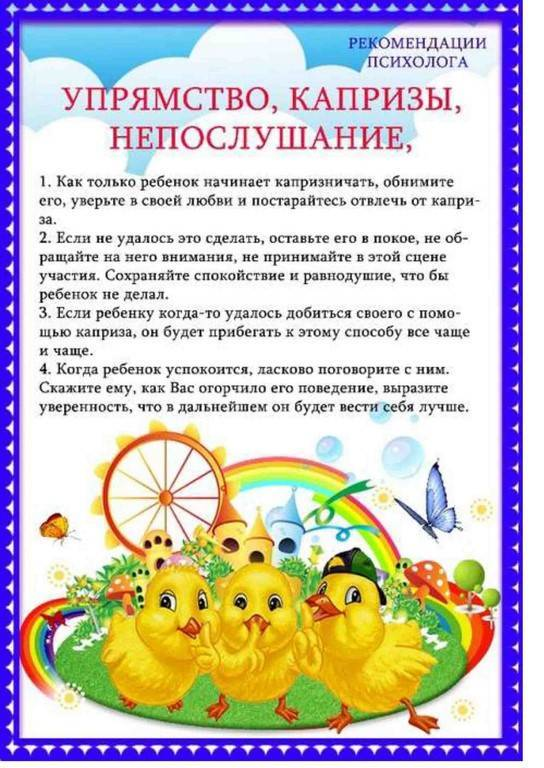 РЕКОМЕНДАЦИИ
ПСИХОЛОГА
УПРЯМСТВО, КАПРИЗЫ,
НЕПОСЛУШАНИЕ,
1. Как только ребенок начинает капризничать, обнимите
его, уверьте в своей любви и постарайтесь отвлечь от капри-
за.
2. Если не удалось это сделать, оставьте его в покое, не об-
ращайте на него внимания, не принимайте в этой сцене
участия. Сохраняйте спокойствие и равнодушие, что бы
ребенок не делал.
3. Если ребенку когда-то удалось добиться своего с помо-
щью каприза, он будет прибегать к этому способу все чаще
и чаще.
4. Когда ребенок успокоится, ласково поговорите с ним.
Скажите ему, как Вас огорчило его поведение, выразите
уверенность, что в дальнейшем он будет вести себя лучше.